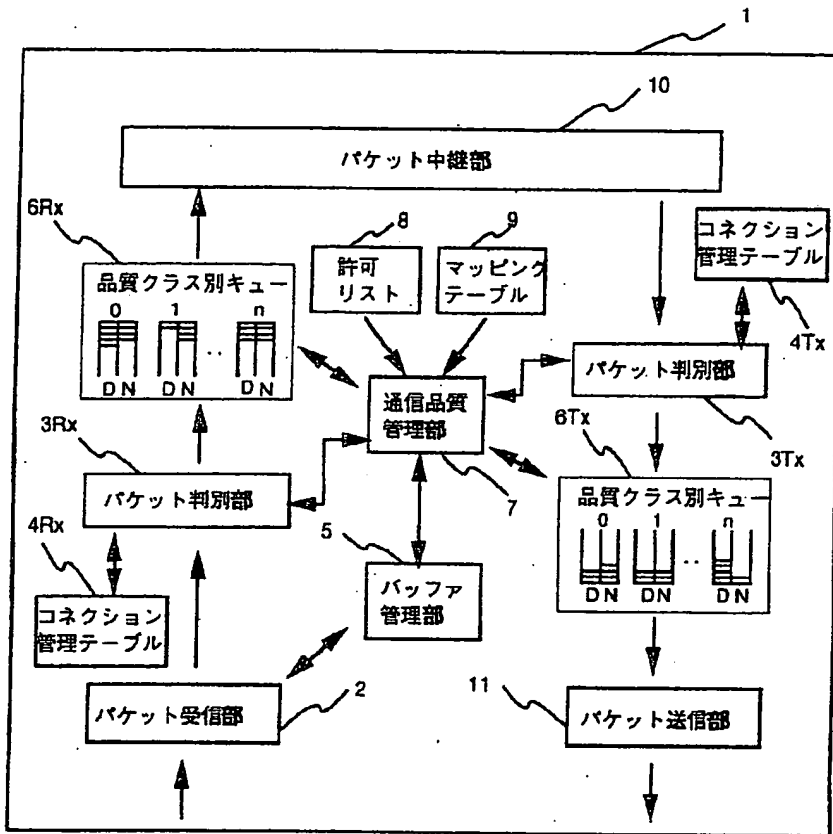 1
10
パケット中継部
6Rx
品質クラス別キュー
0 1 n
‥
D N D N D N
8
許可
リスト
9
マッピング
テーブル
コネクション
管理テーブル
4Tx
パケット判別部
3Tx
通信品質
管理部
7
3Rx
パケット判別部
6Tx
品質クラス別キュー
0 1 n
‥
D N D N D N
4Rx
コネクション
管理テーブル
5
バッファ
管理部
2
パケット受信部
11
パケット送信部